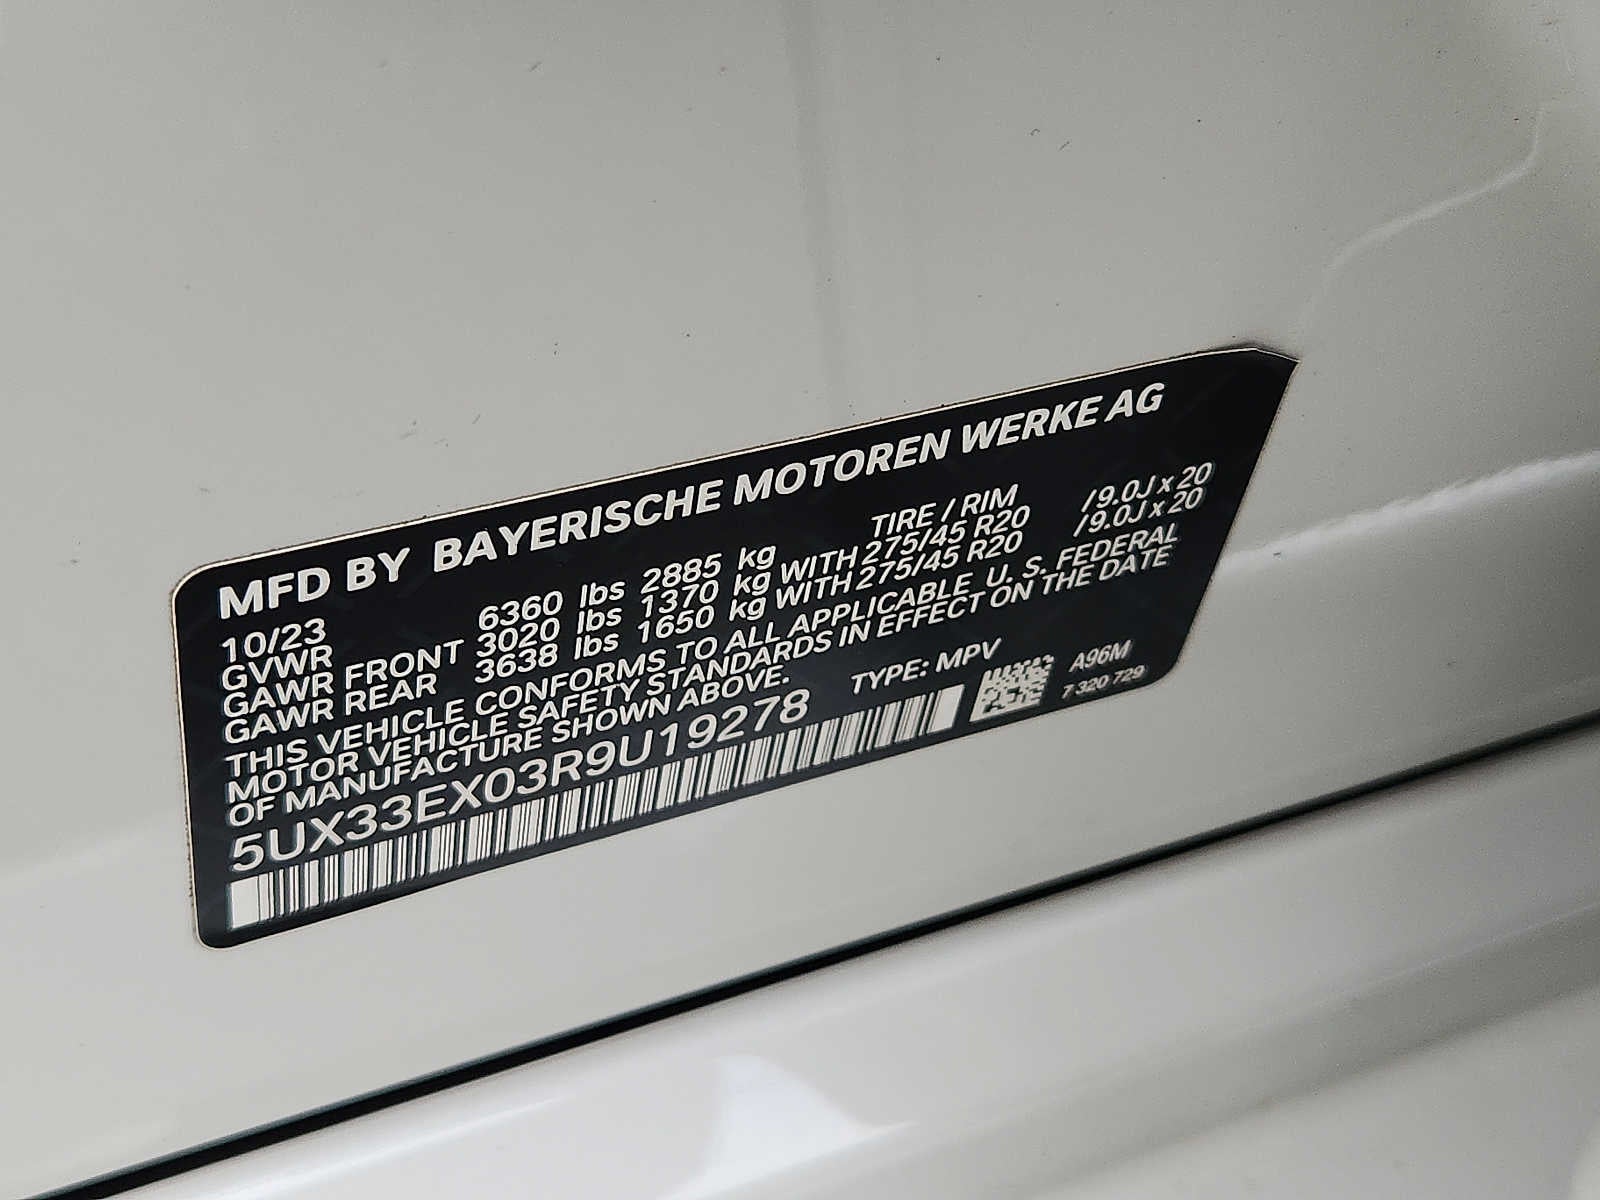 MFD BY BAYERISCHE MOTOREN WERKE AG
10/23 TIRE / RIM
GVWR 6360 lbs 2885 kg
GAWR FRONT 3020 lbs 1370 kg WITH 275/45 R20 /9.0J x 20
GAWR REAR 3638 lbs 1650 kg WITH 275/45 R20 /9.0J x 20
THIS VEHICLE CONFORMS TO ALL APPLICABLE U. S. FEDERAL
MOTOR VEHICLE SAFETY STANDARDS IN EFFECT ON THE DATE
OF MANUFACTURE SHOWN ABOVE.
5UX33EX03R9U19278 TYPE: MPV A96M
7 320 729